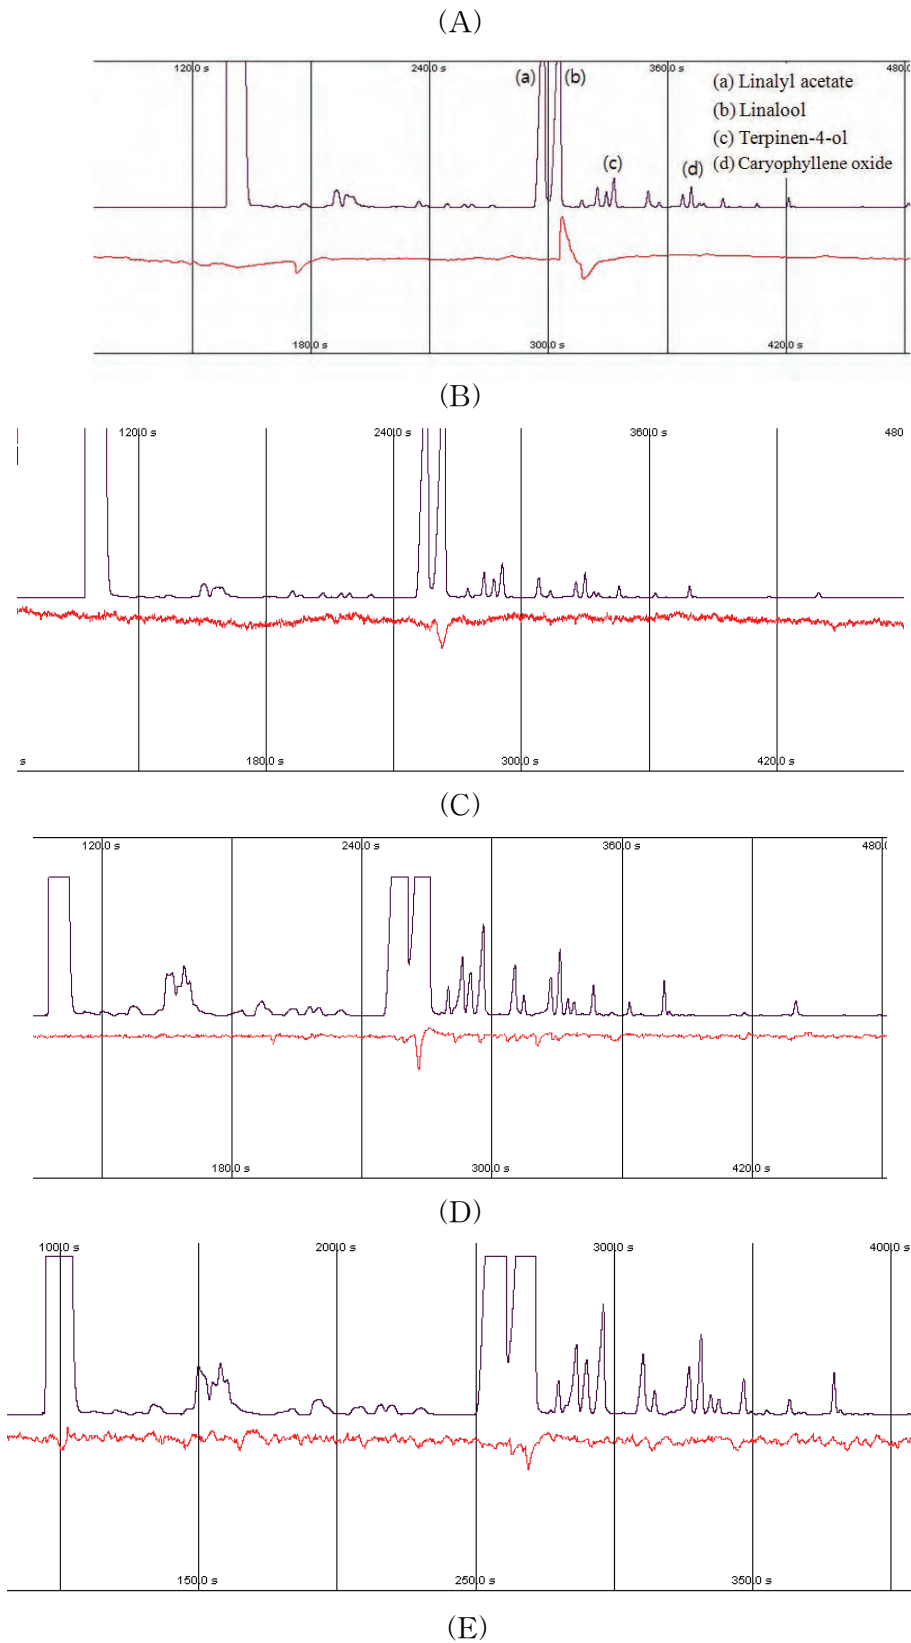 (A)
120.0 s 240.0 s 360.0 s 480.0
(a) (b) (a) Linalyl acetate
(b) Linalool
(c) (c) Terpinen-4-ol
(d) (d) Caryophyllene oxide
180.0 s 300.0 s 420.0 s
(B)
120.0 s 240.0 s 360.0 s 480
s 180.0 s 300.0 s 420.0 s
(C)
120.0 s 240.0 s 360.0 s 480.0
180.0 s 300.0 s 420.0 s
(D)
100.0 s 200.0 s 300.0 s 400.0 s
150.0 s 250.0 s 350.0 s
(E)